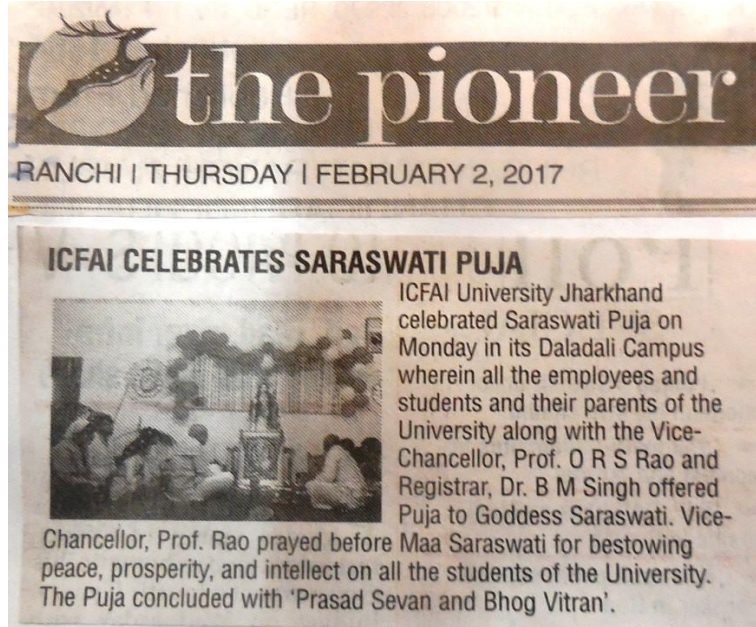 the pioneer
RANCHI I THURSDAY I FEBRUARY 2, 2017
ICFAI CELEBRATES SARASWATI PUJA
ICFAI University Jharkhand
celebrated Saraswati Puja on
Monday in its Daladali Campus
wherein all the employees and
students and their parents of the
University along with the Vice-
Chancellor, Prof. O R S Rao and
Registrar, Dr. B M Singh offered
Puja to Goddess Saraswati. Vice-
Chancellor, Prof. Rao prayed before Maa Saraswati for bestowing
peace, prosperity, and intellect on all the students of the University.
The Puja concluded with ‘Prasad Sevan and Bhog Vitran’.